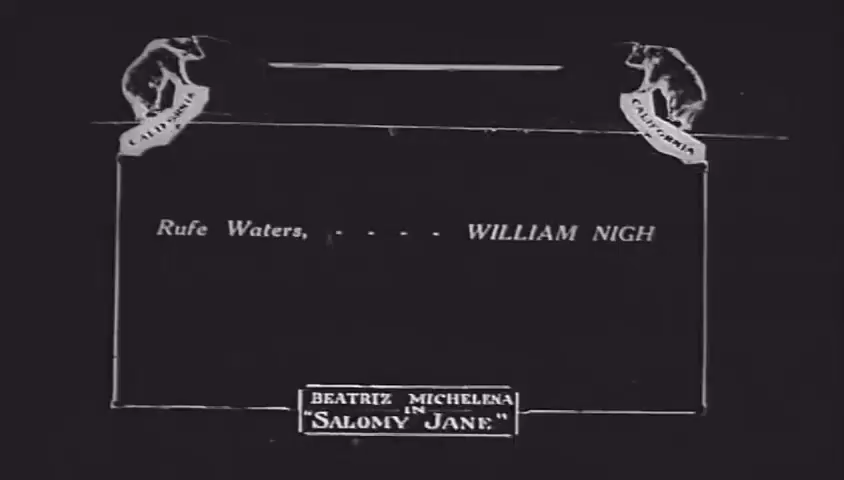 CALIFORNIA
CALIFORNIA
Rufe Waters, - - - - WILLIAM NIGH
BEATRIZ MICHELENA
IN
"SALOMY JANE"